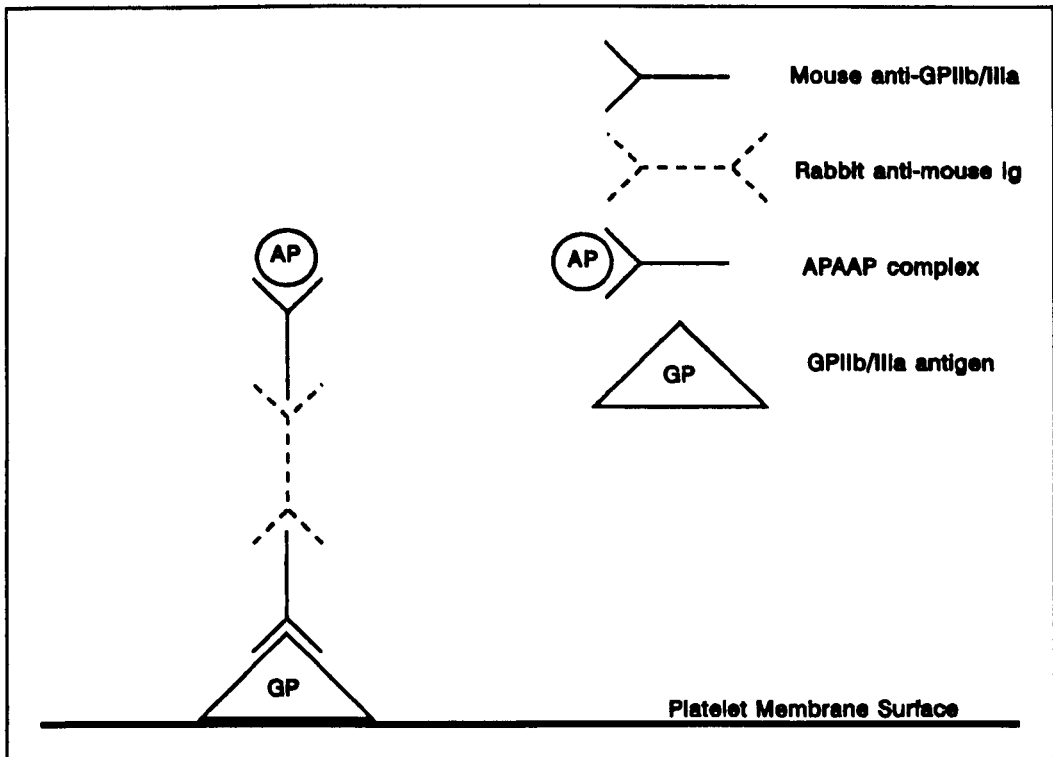 Mouse anti-GPIIb/IIIa
Rabbit anti-mouse Ig
AP
AP
APAAP complex
GP
GPIIb/IIIa antigen
GP
Platelet Membrane Surface